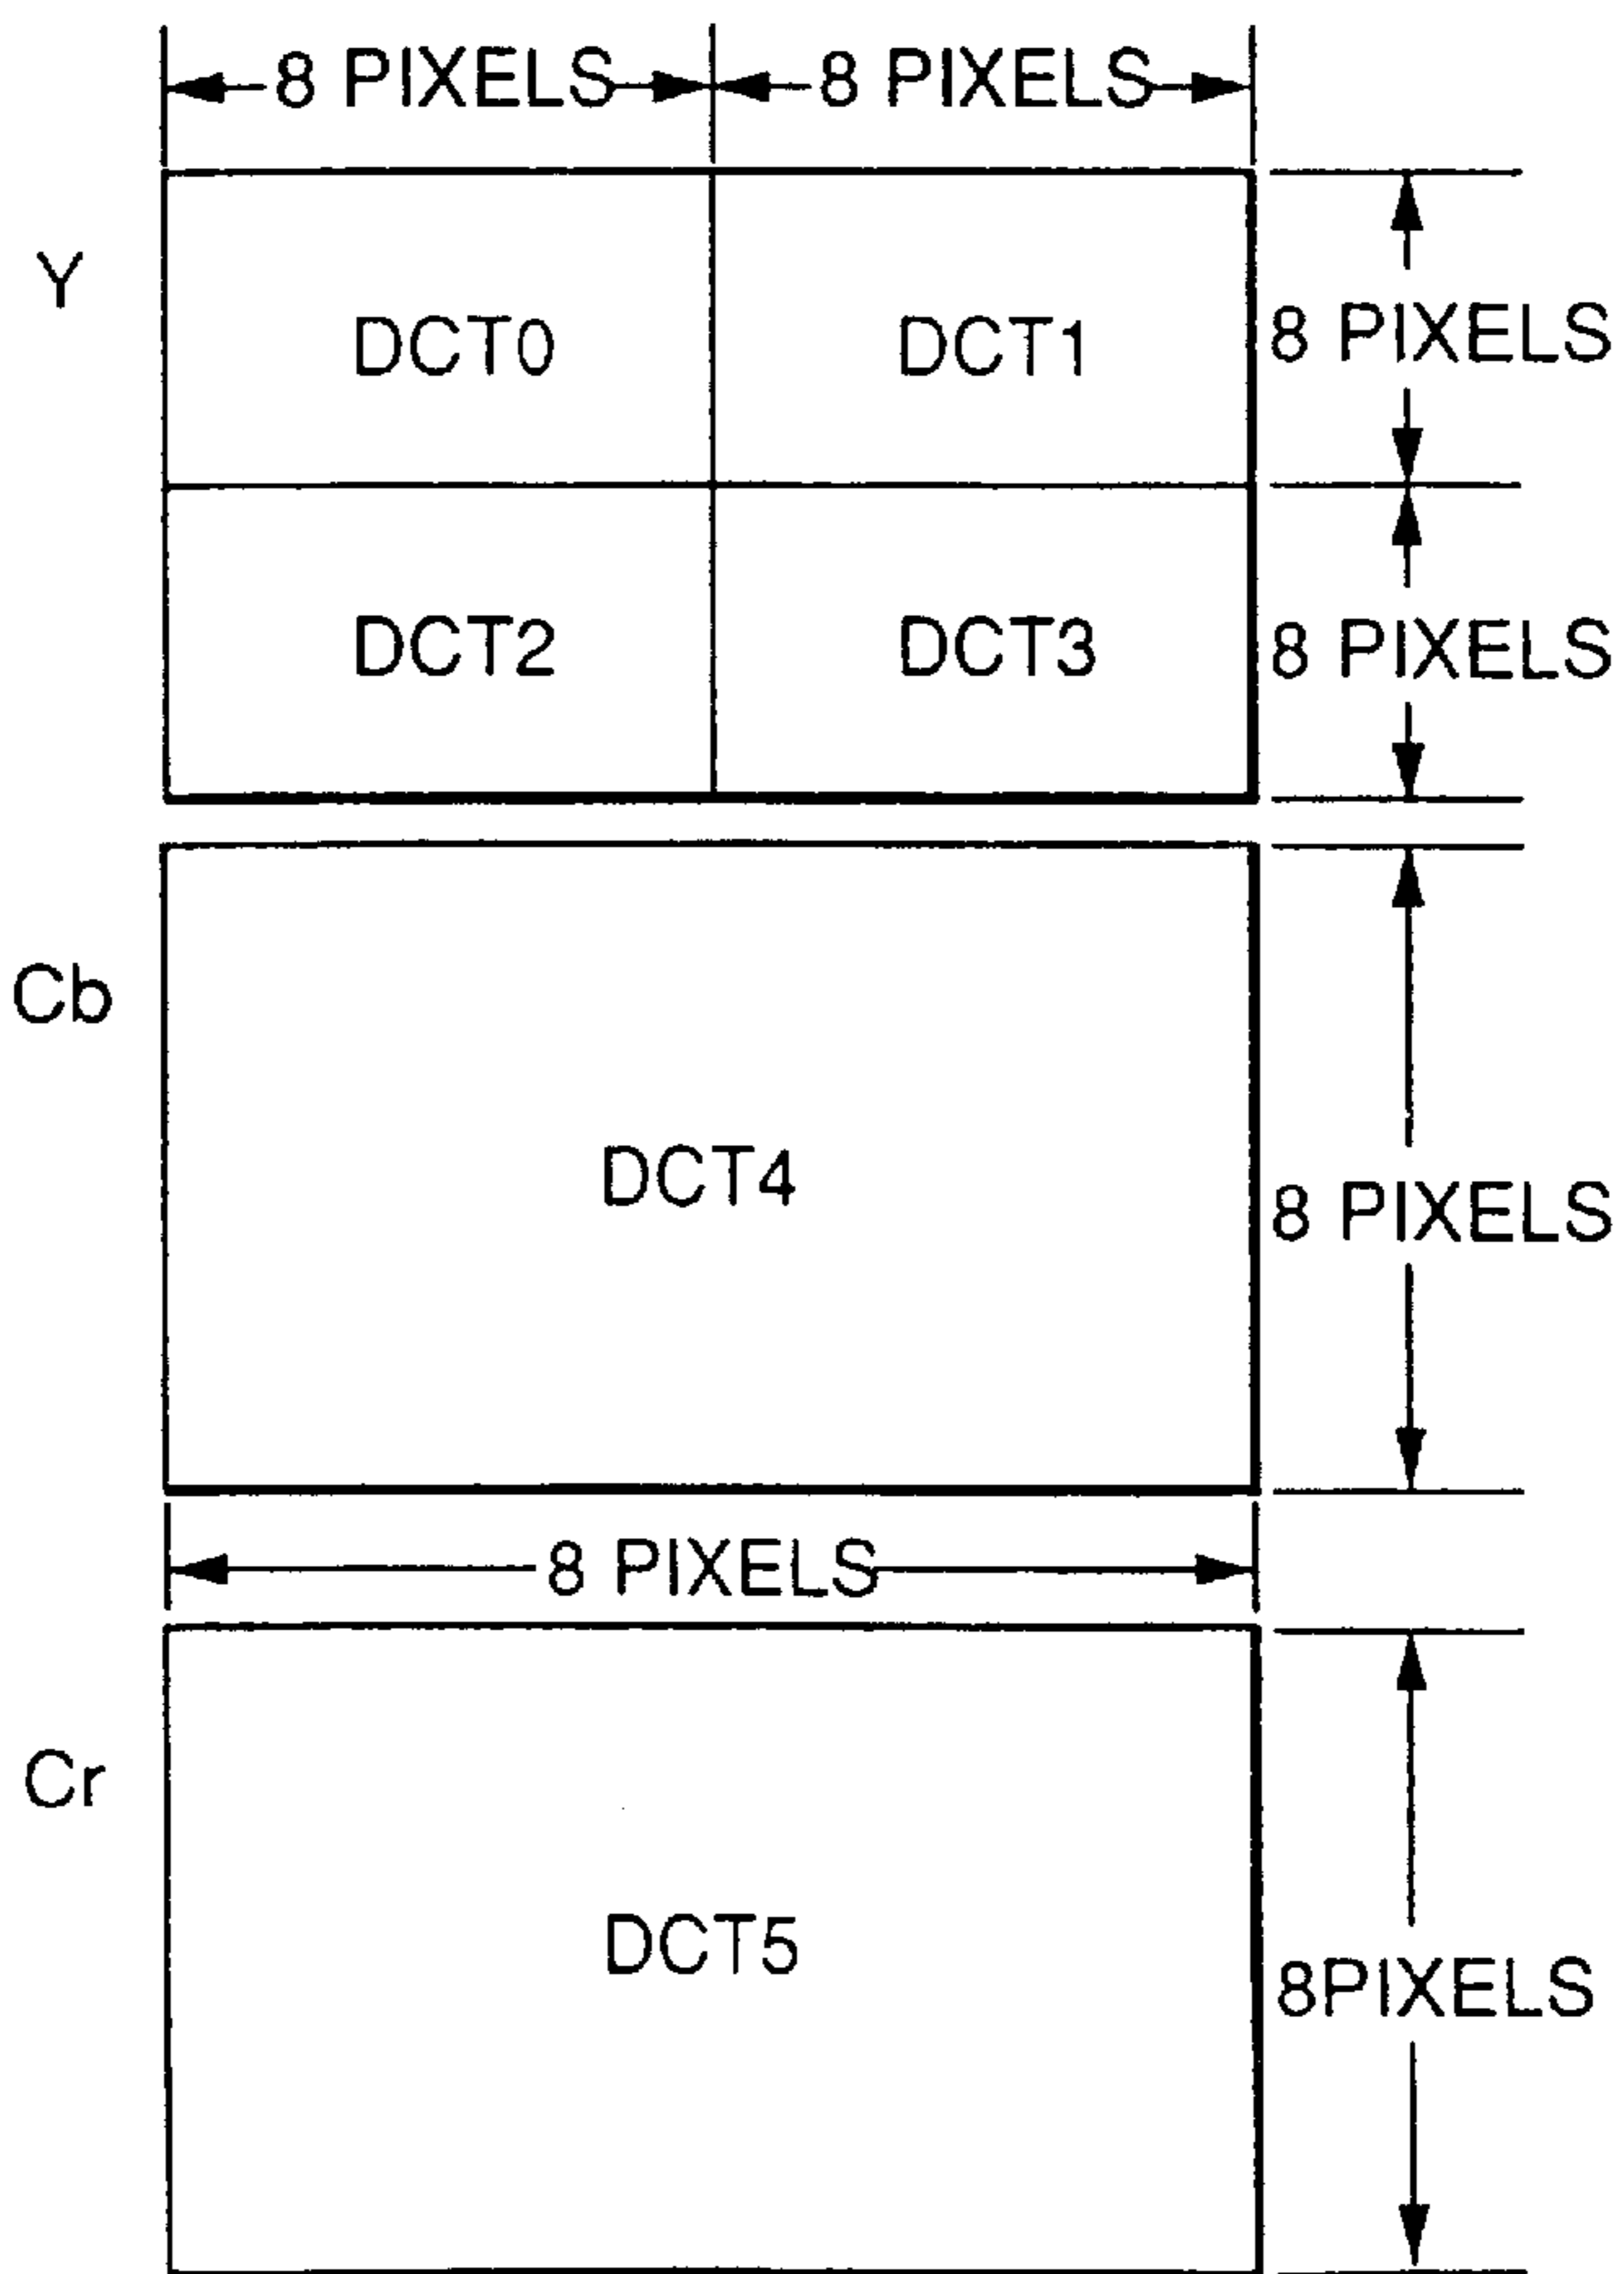 8 PIXELS 8 PIXELS
Y
DCT0 DCT1 8 PIXELS
DCT2 DCT3 8 PIXELS
Cb
DCT4 8 PIXELS
8 PIXELS
Cr
DCT5 8PIXELS